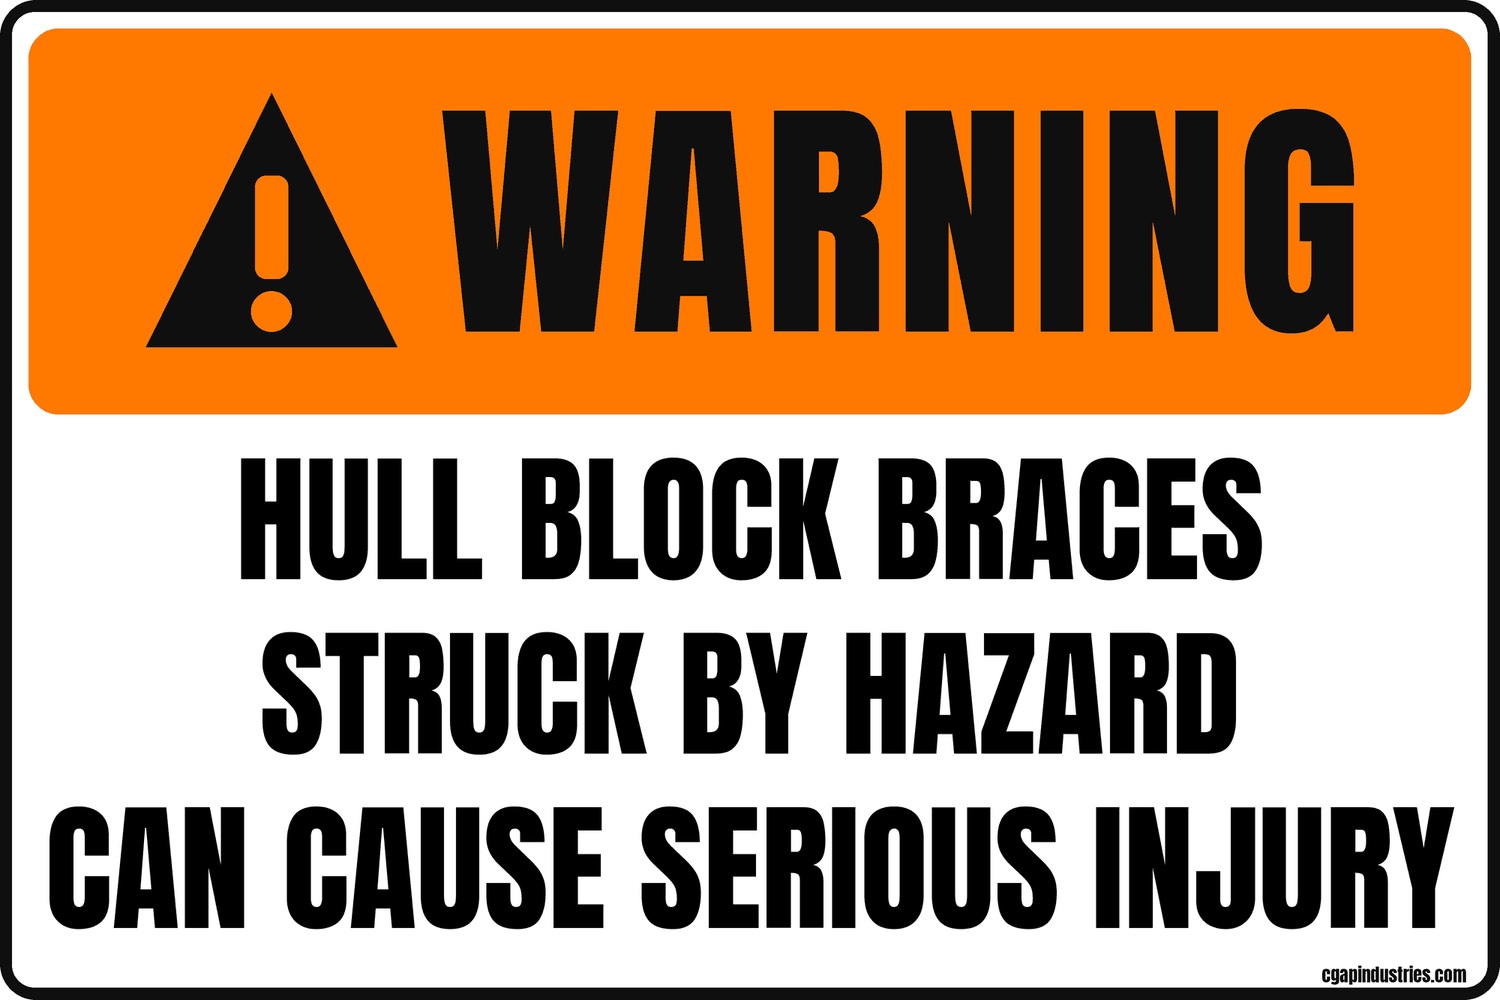 WARNING
HULL BLOCK BRACES
STRUCK BY HAZARD
CAN CAUSE SERIOUS INJURY
cgapindustries.com